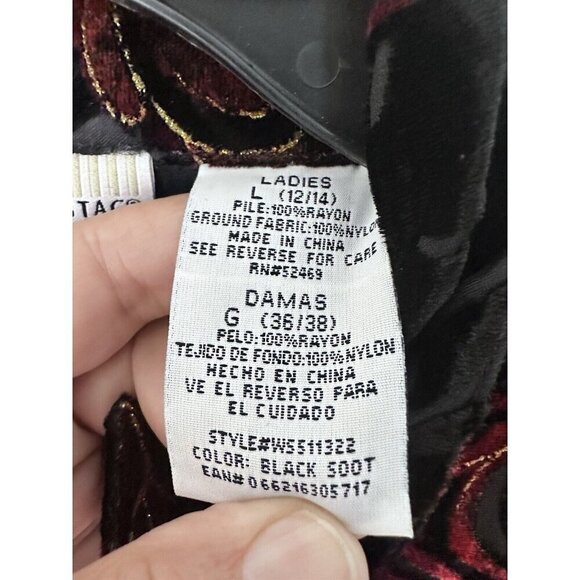 TAG®
LADIES
L (12/14)
PILE:100%RAYON
GROUND FABRIC:100%NYLON
MADE IN CHINA
SEE REVERSE FOR CARE
RN#52469
DAMAS
G (36/38)
PELO:100%RAYON
TEJIDO DE FONDO:100%NYLON
HECHO EN CHINA
VE EL REVERSO PARA
EL CUIDADO
STYLE#W5511322
COLOR: BLACK SOOT
EAN#066216305717